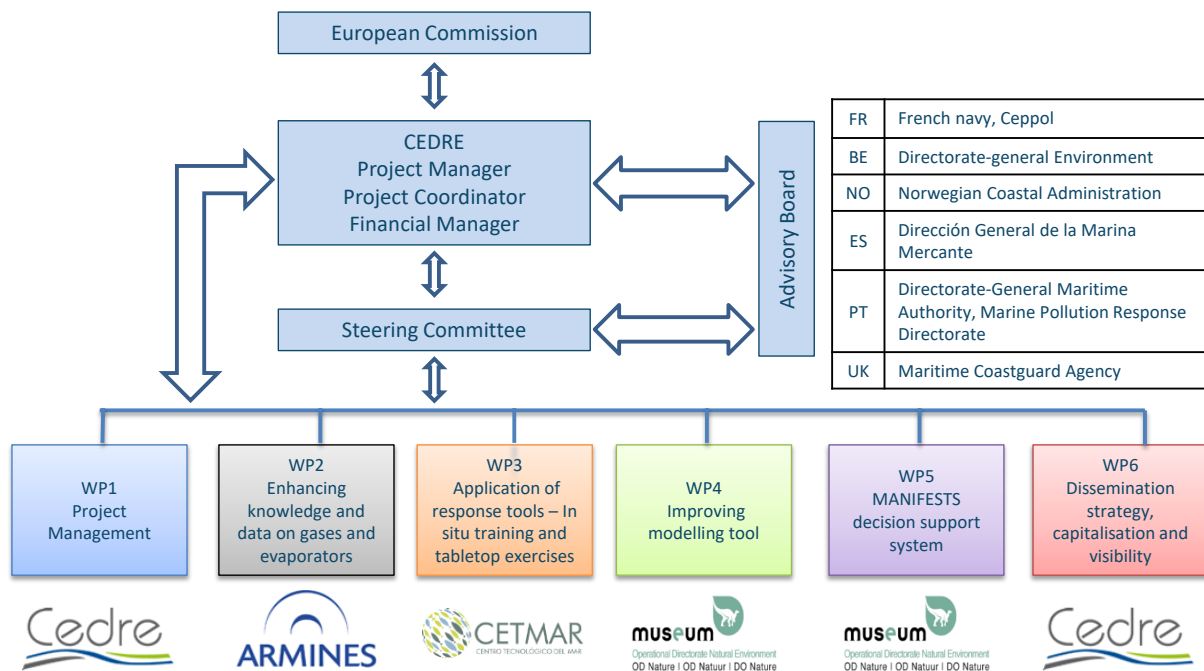 European Commission
CEDRE
Project Manager
Project Coordinator
Financial Manager
Steering Committee
Advisory Board
FR French navy, Ceppol
BE Directorate-general Environment
NO Norwegian Coastal Administration
ES Dirección General de la Marina
Mercante
PT Directorate-General Maritime
Authority, Marine Pollution Response
Directorate
UK Maritime Coastguard Agency
WP1
Project
Management
WP2
Enhancing
knowledge and
data on gases and
evaporators
WP3
Application of
response tools – In
situ training and
tabletop exercises
WP4
Improving
modelling tool
WP5
MANIFESTS
decision support
system
WP6
Dissemination
strategy,
capitalisation and
visibility
Cedre
ARMINES
CETMAR
CENTRO TECNOLÓGICO DEL MAR
museum
Operational Directorate Natural Environment
OD Nature I OD Natuur I DO Nature
museum
Operational Directorate Natural Environment
OD Nature I OD Natuur I DO Nature
Cedre